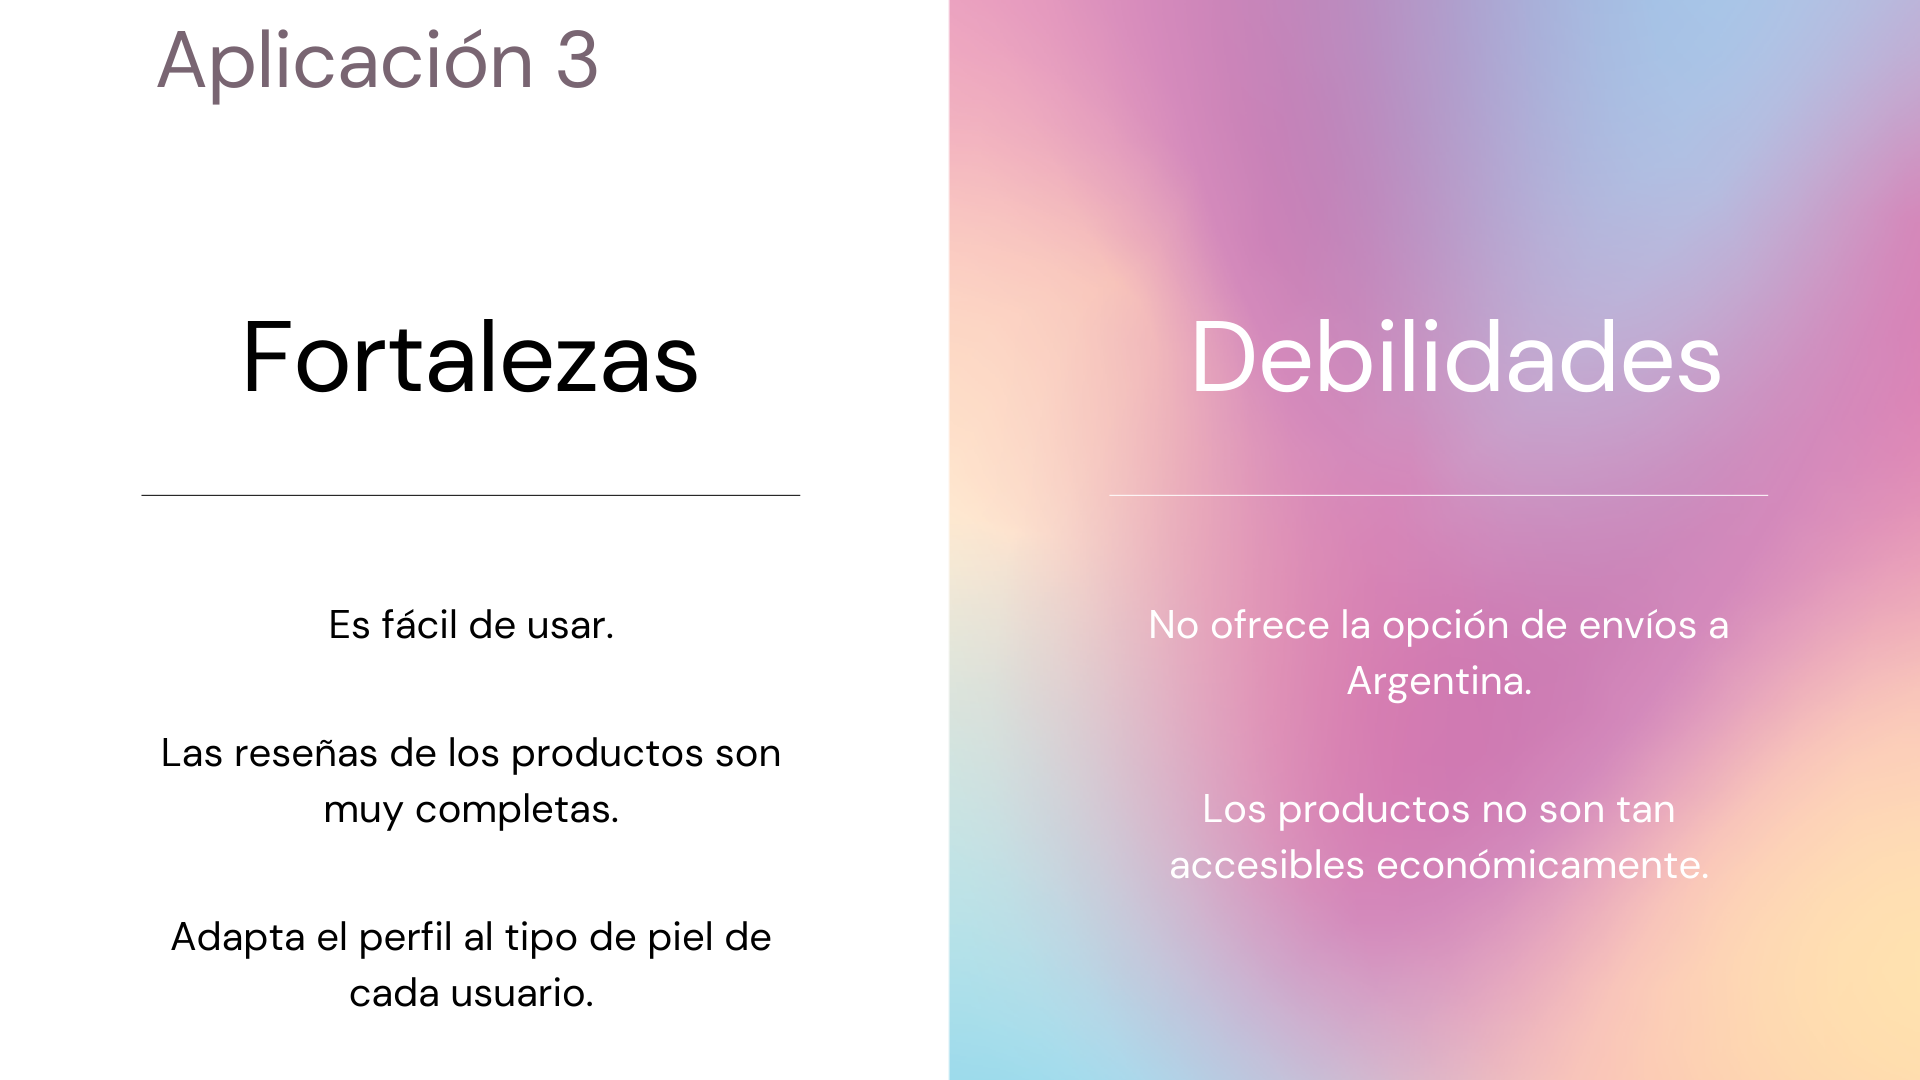 Aplicación 3
Fortalezas
Es fácil de usar.
Las reseñas de los productos son
muy completas.
Adapta el perfil al tipo de piel de
cada usuario.
Debilidades
No ofrece la opción de envíos a
Argentina.
Los productos no son tan
accesibles económicamente.